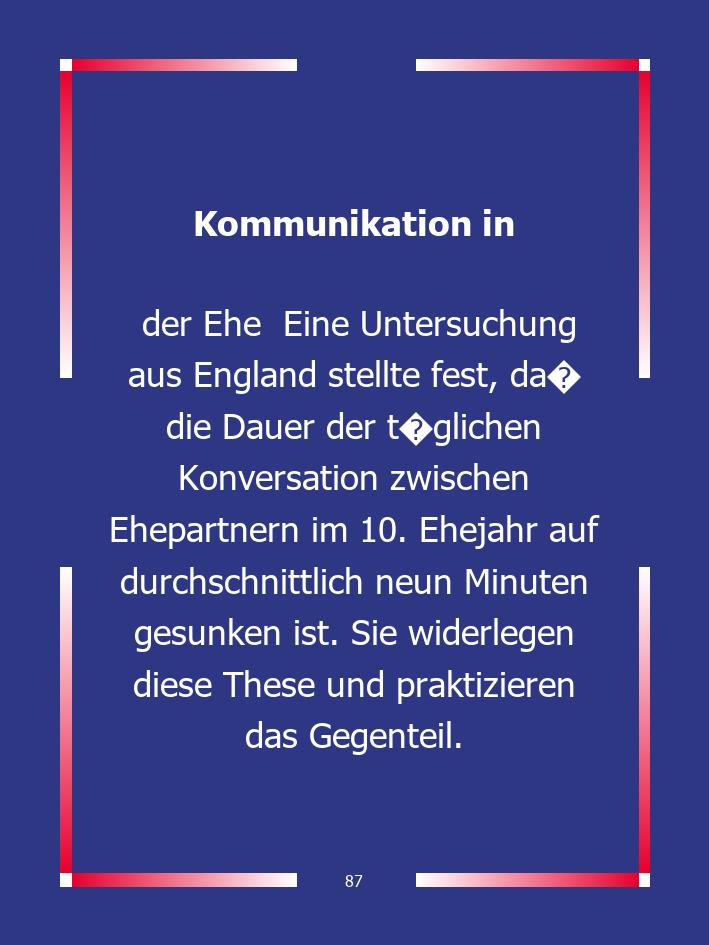 Kommunikation in
der Ehe  Eine Untersuchung
aus England stellte fest, da�
die Dauer der t�glichen
Konversation zwischen
Ehepartnern im 10. Ehejahr auf
durchschnittlich neun Minuten
gesunken ist. Sie widerlegen
diese These und praktizieren
das Gegenteil.
87